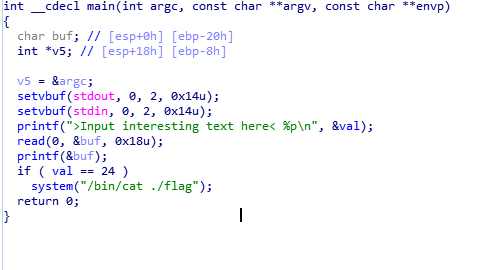 int __cdecl main(int argc, const char **argv, const char **envp)
{
char buf; // [esp+0h] [ebp-20h]
int *v5; // [esp+18h] [ebp-8h]
v5 = &argc;
setvbuf(stdout, 0, 2, 0x14u);
setvbuf(stdin, 0, 2, 0x14u);
printf(">Input interesting text here< %p\n", &val);
read(0, &buf, 0x18u);
printf(&buf);
if ( val == 24 )
system("/bin/cat ./flag");
return 0;
}